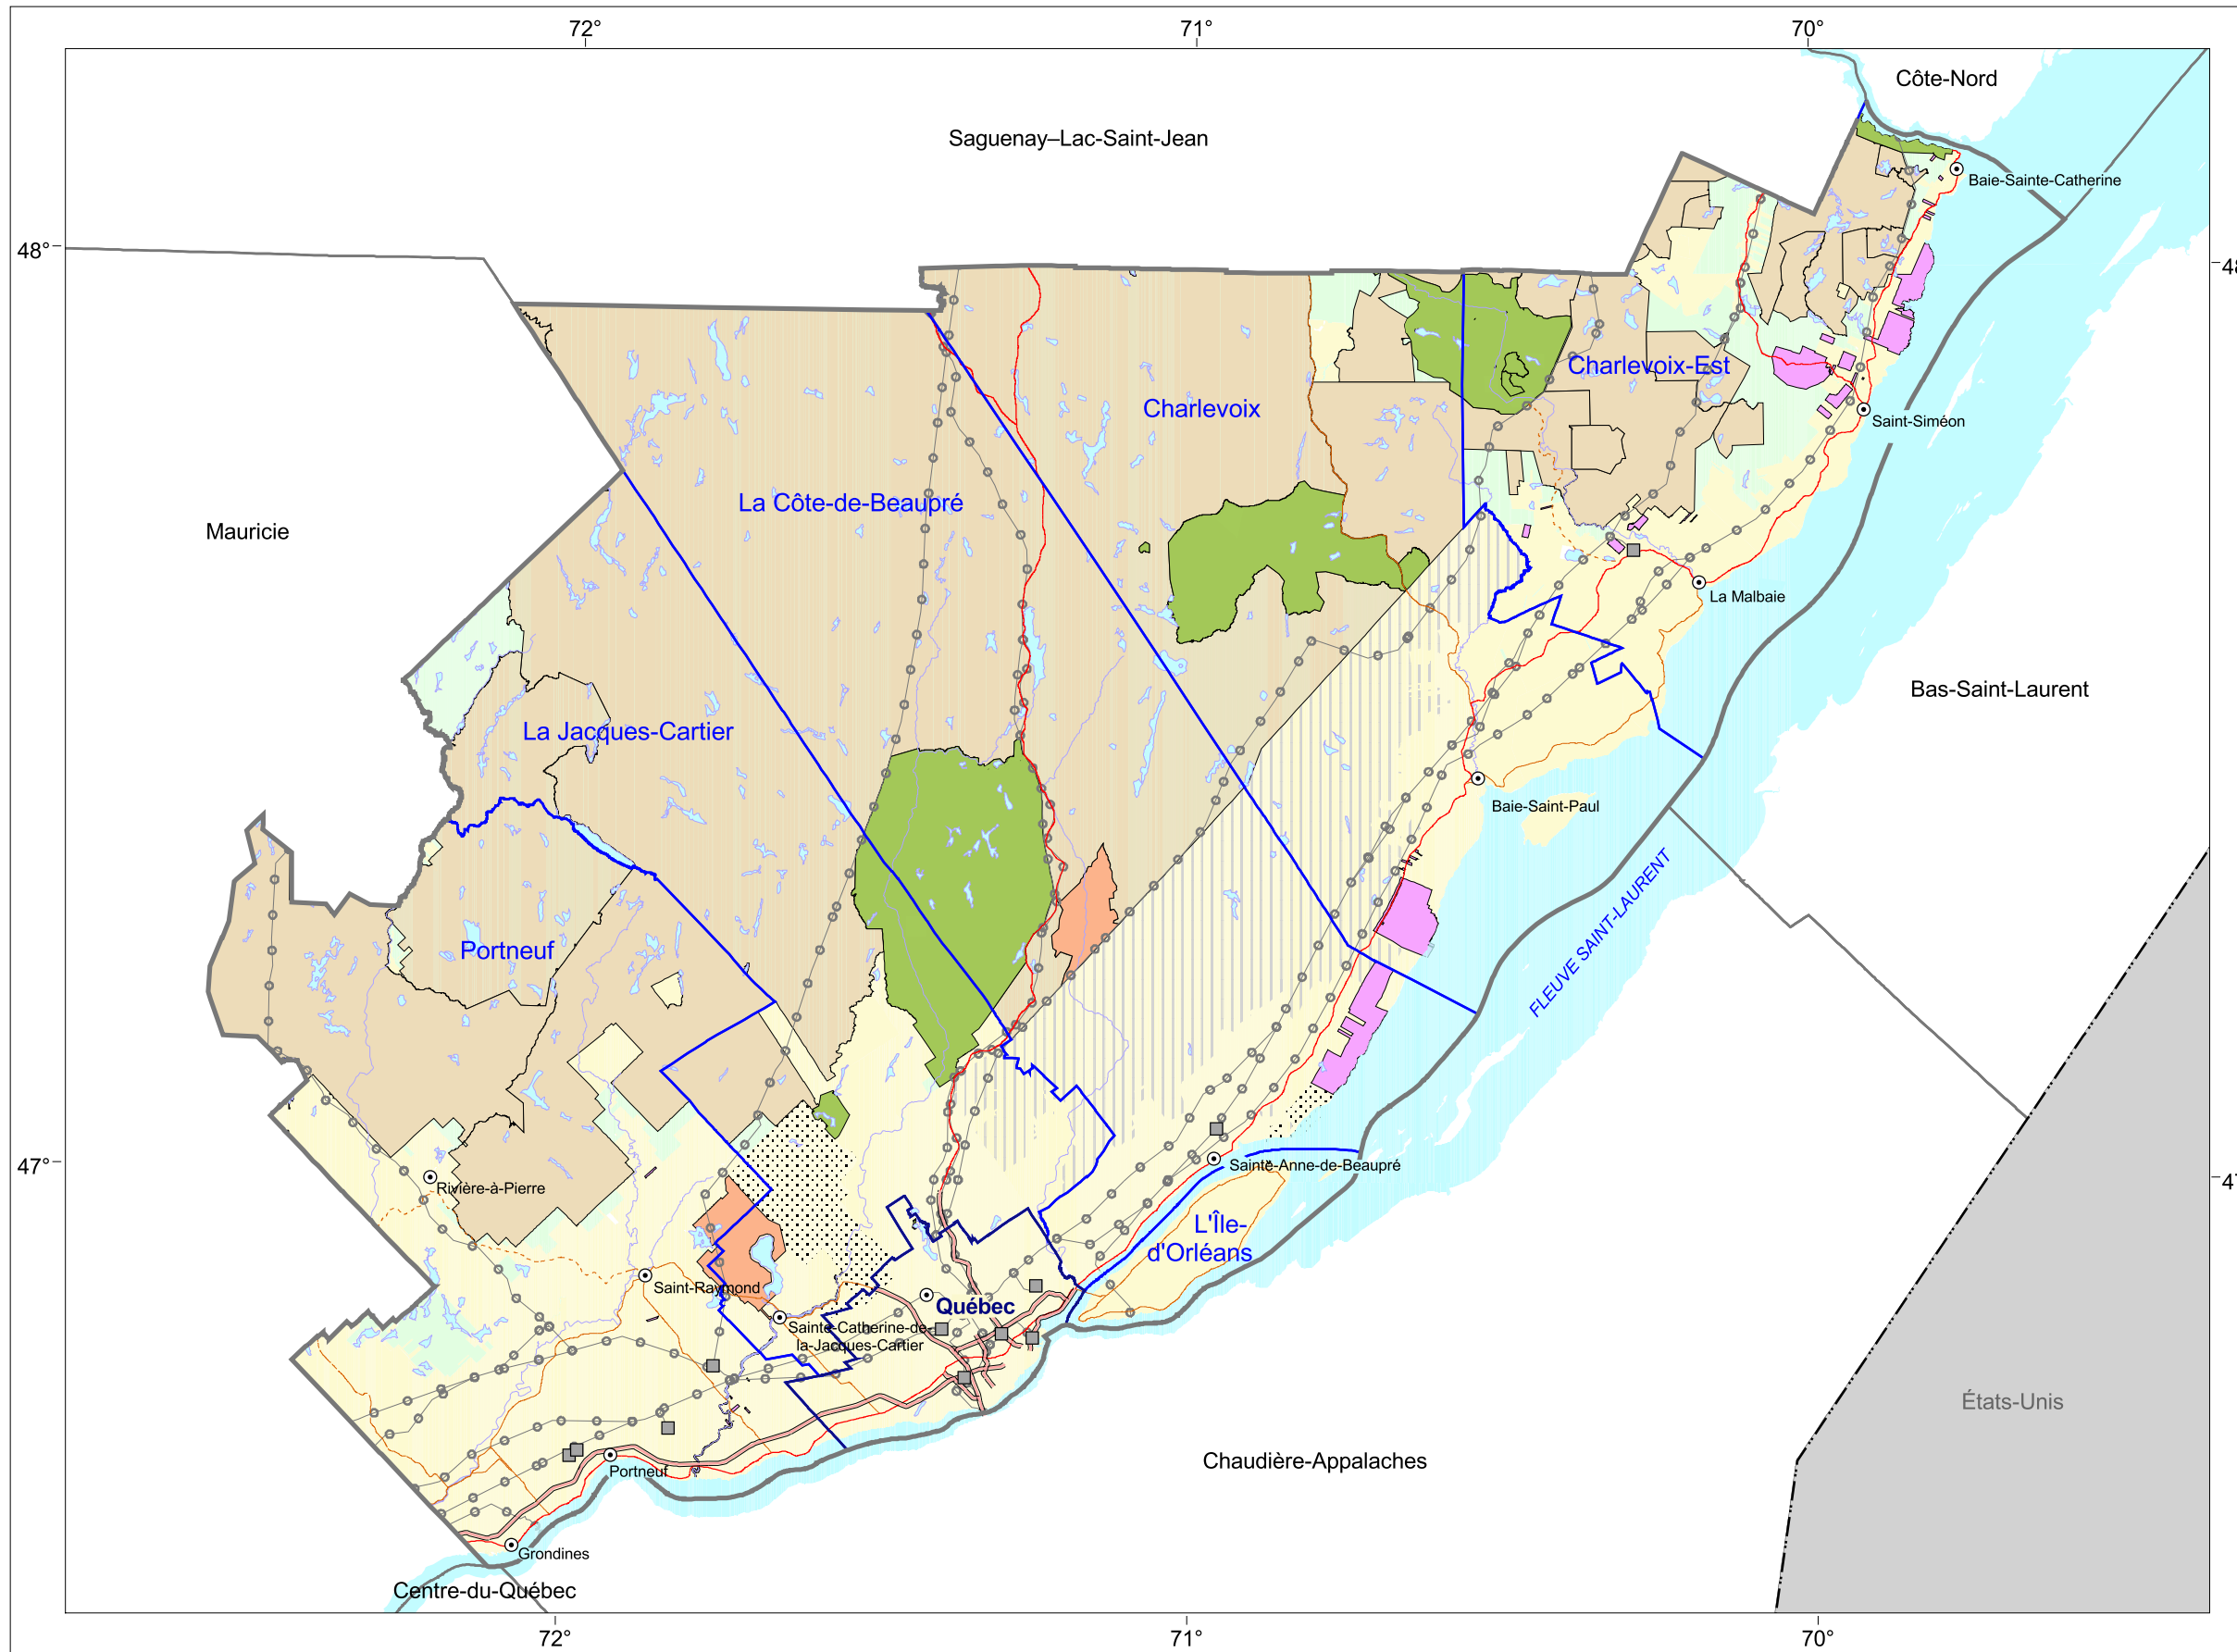 72°
71°
70°
Côte-Nord
Saguenay–Lac-Saint-Jean
Baie-Sainte-Catherine
48°
48
Charlevoix-Est
Charlevoix
Saint-Siméon
La Côte-de-Beaupré
Mauricie
La Malbaie
Bas-Saint-Laurent
La Jacques-Cartier
Baie-Saint-Paul
FLEUVE SAINT-LAURENT
Portneuf
47°
47
Sainte-Anne-de-Beaupré
Rivière-à-Pierre
L'Île-
d'Orléans
Saint-Raymond
Québec
Sainte-Catherine-de-
la-Jacques-Cartier
États-Unis
Chaudière-Appalaches
Portneuf
Grondines
Centre-du-Québec
72°
71°
70°